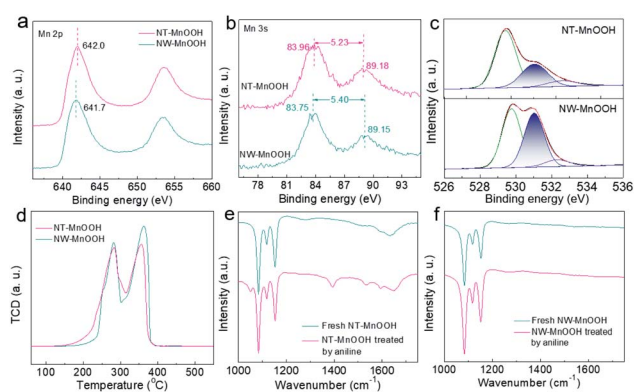 a
Mn 2p
NT-MnOOH
NW-MnOOH
642.0
641.7
Intensity (a. u.)
640 645 650 655 660
Binding energy (eV)
b
Mn 3s
83.96
5.23
89.18
NT-MnOOH
83.75
5.40
89.15
NW-MnOOH
Intensity (a. u.)
78 81 84 87 90 93
Binding energy (eV)
c
NT-MnOOH
NW-MnOOH
Intensity (a. u.)
526 528 530 532 534 536
Binding energy (eV)
d
NT-MnOOH
NW-MnOOH
TCD (a. u.)
100 200 300 400 500
Temperature (°C)
e
Fresh NT-MnOOH
NT-MnOOH treated
by aniline
Intensity (a. u.)
1000 1200 1400 1600
Wavenumber (cm⁻¹)
f
Fresh NW-MnOOH
NW-MnOOH treated
by aniline
Intensity (a. u.)
1000 1200 1400 1600
Wavenumber (cm⁻¹)